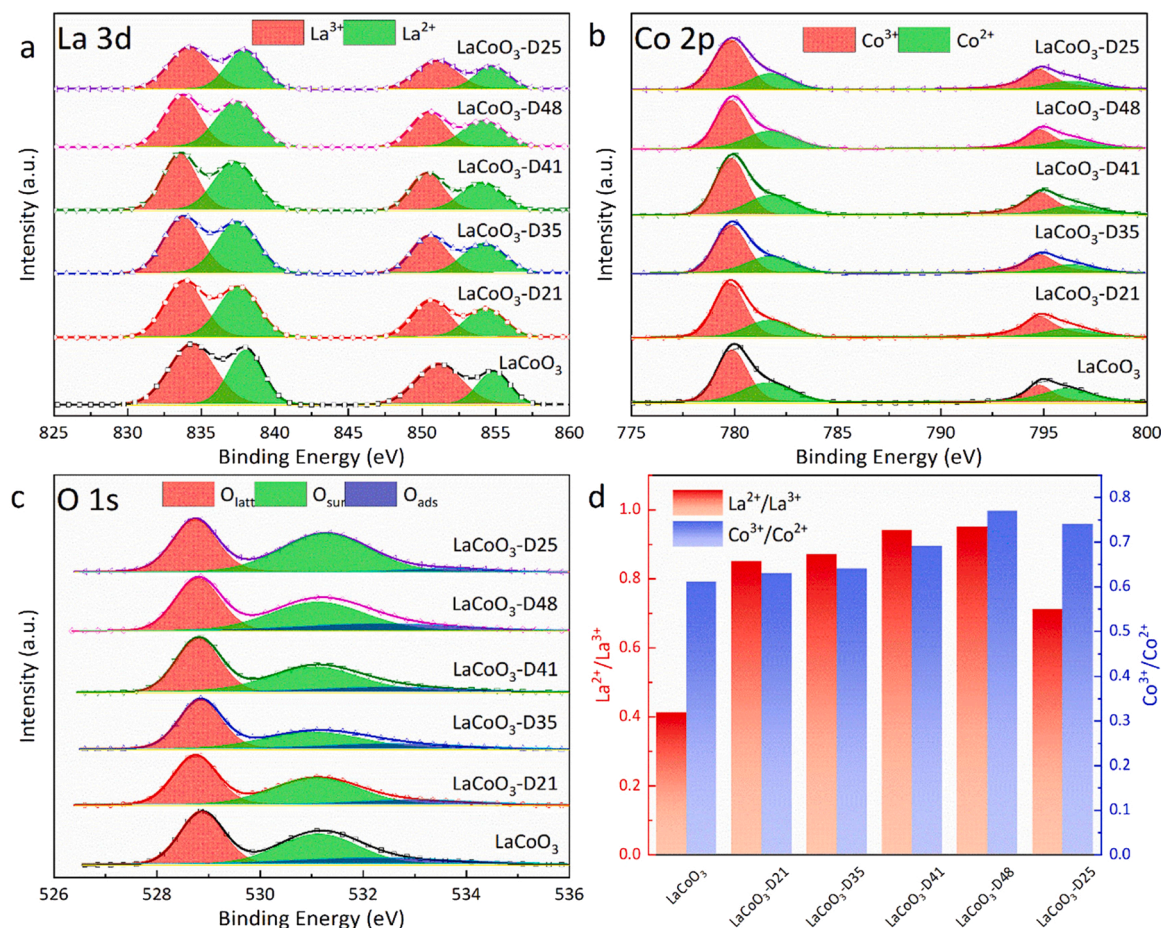 a La 3d
La³⁺ La²⁺
LaCoO₃-D25
LaCoO₃-D48
LaCoO₃-D41
LaCoO₃-D35
LaCoO₃-D21
LaCoO₃
Intensity (a.u.)
825 830 835 840 845 850 855 860
Binding Energy (eV)
b Co 2p
Co³⁺ Co²⁺
LaCoO₃-D25
LaCoO₃-D48
LaCoO₃-D41
LaCoO₃-D35
LaCoO₃-D21
LaCoO₃
Intensity (a.u.)
775 780 785 790 795 800
Binding Energy (eV)
c O 1s
O_latt O_sur O_ads
LaCoO₃-D25
LaCoO₃-D48
LaCoO₃-D41
LaCoO₃-D35
LaCoO₃-D21
LaCoO₃
Intensity (a.u.)
526 528 530 532 534 536
Binding Energy (eV)
d
La²⁺/La³⁺
Co³⁺/Co²⁺
1.0
0.8
0.6
0.4
0.2
0.0
La²⁺/La³⁺
0.8
0.7
0.6
0.5
0.4
0.3
0.2
0.1
0.0
Co³⁺/Co²⁺
LaCoO₃
LaCoO₃-D21
LaCoO₃-D35
LaCoO₃-D41
LaCoO₃-D48
LaCoO₃-D25